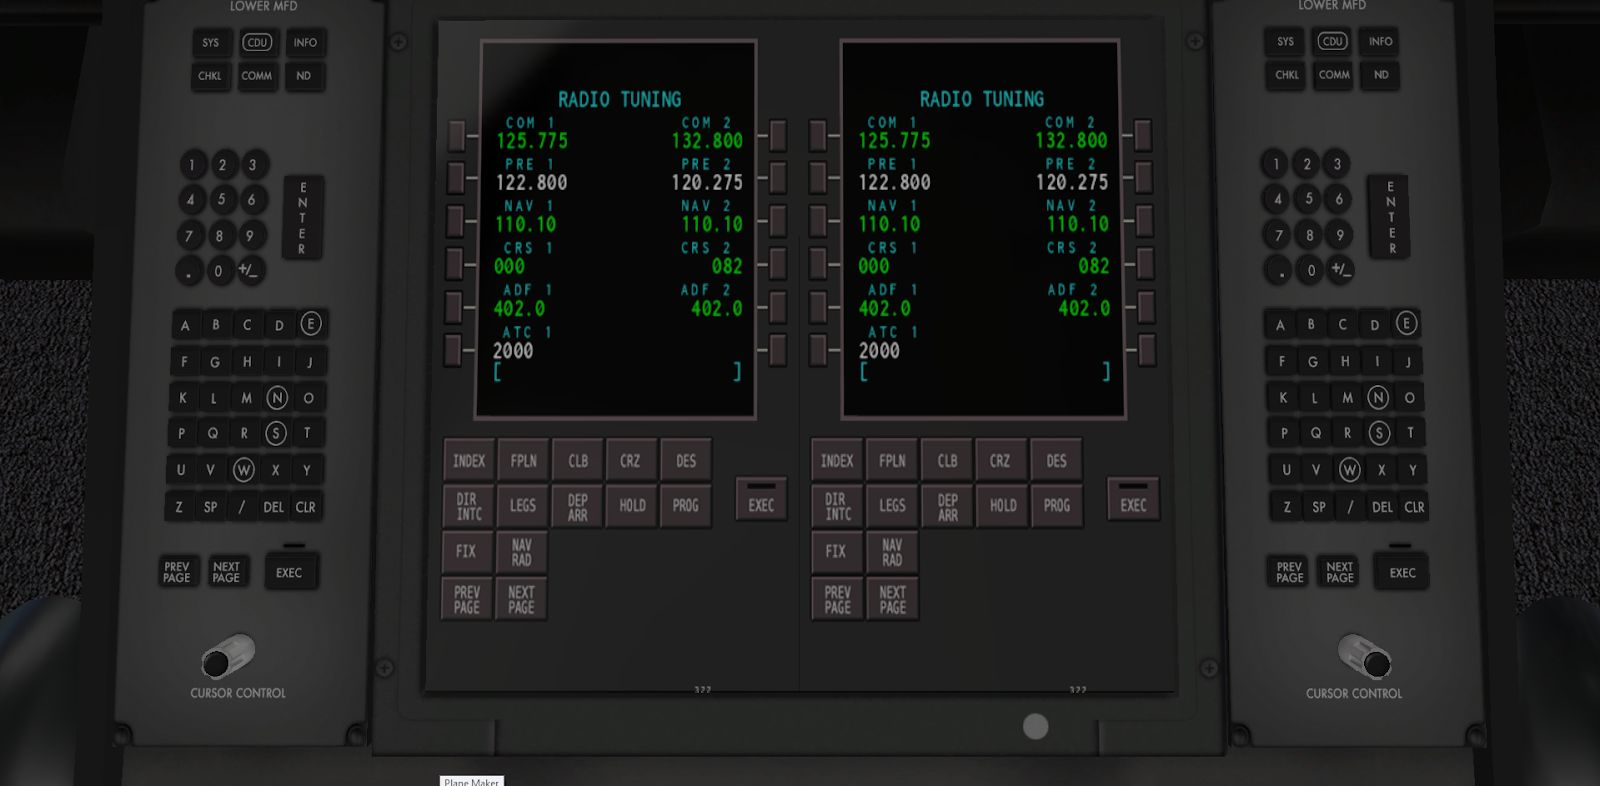 LOWER MFD
SYS CDU INFO
CHKL COMM ND
1 2 3
4 5 6
7 8 9
. 0 +/_
ENTER
A B C D E
F G H I J
K L M N O
P Q R S T
U V W X Y
Z SP / DEL CLR
PREV PAGE NEXT PAGE EXEC
CURSOR CONTROL
RADIO TUNING
COM 1 COM 2
125.775 132.800
PRE 1 PRE 2
122.800 120.275
NAV 1 NAV 2
110.10 110.10
CRS 1 CRS 2
000 082
ADF 1 ADF 2
402.0 402.0
ATC 1
2000
[ ]
INDEX FPLN CLB CRZ DES
DIR INTC LEGS DEP ARR HOLD PROG EXEC
FIX NAV RAD
PREV PAGE NEXT PAGE
RADIO TUNING
COM 1 COM 2
125.775 132.800
PRE 1 PRE 2
122.800 120.275
NAV 1 NAV 2
110.10 110.10
CRS 1 CRS 2
000 082
ADF 1 ADF 2
402.0 402.0
ATC 1
2000
[ ]
INDEX FPLN CLB CRZ DES
DIR INTC LEGS DEP ARR HOLD PROG EXEC
FIX NAV RAD
PREV PAGE NEXT PAGE
LOWER MFD
SYS CDU INFO
CHKL COMM ND
1 2 3
4 5 6
7 8 9
. 0 +/_
ENTER
A B C D E
F G H I J
K L M N O
P Q R S T
U V W X Y
Z SP / DEL CLR
PREV PAGE NEXT PAGE EXEC
CURSOR CONTROL
Plane Maker